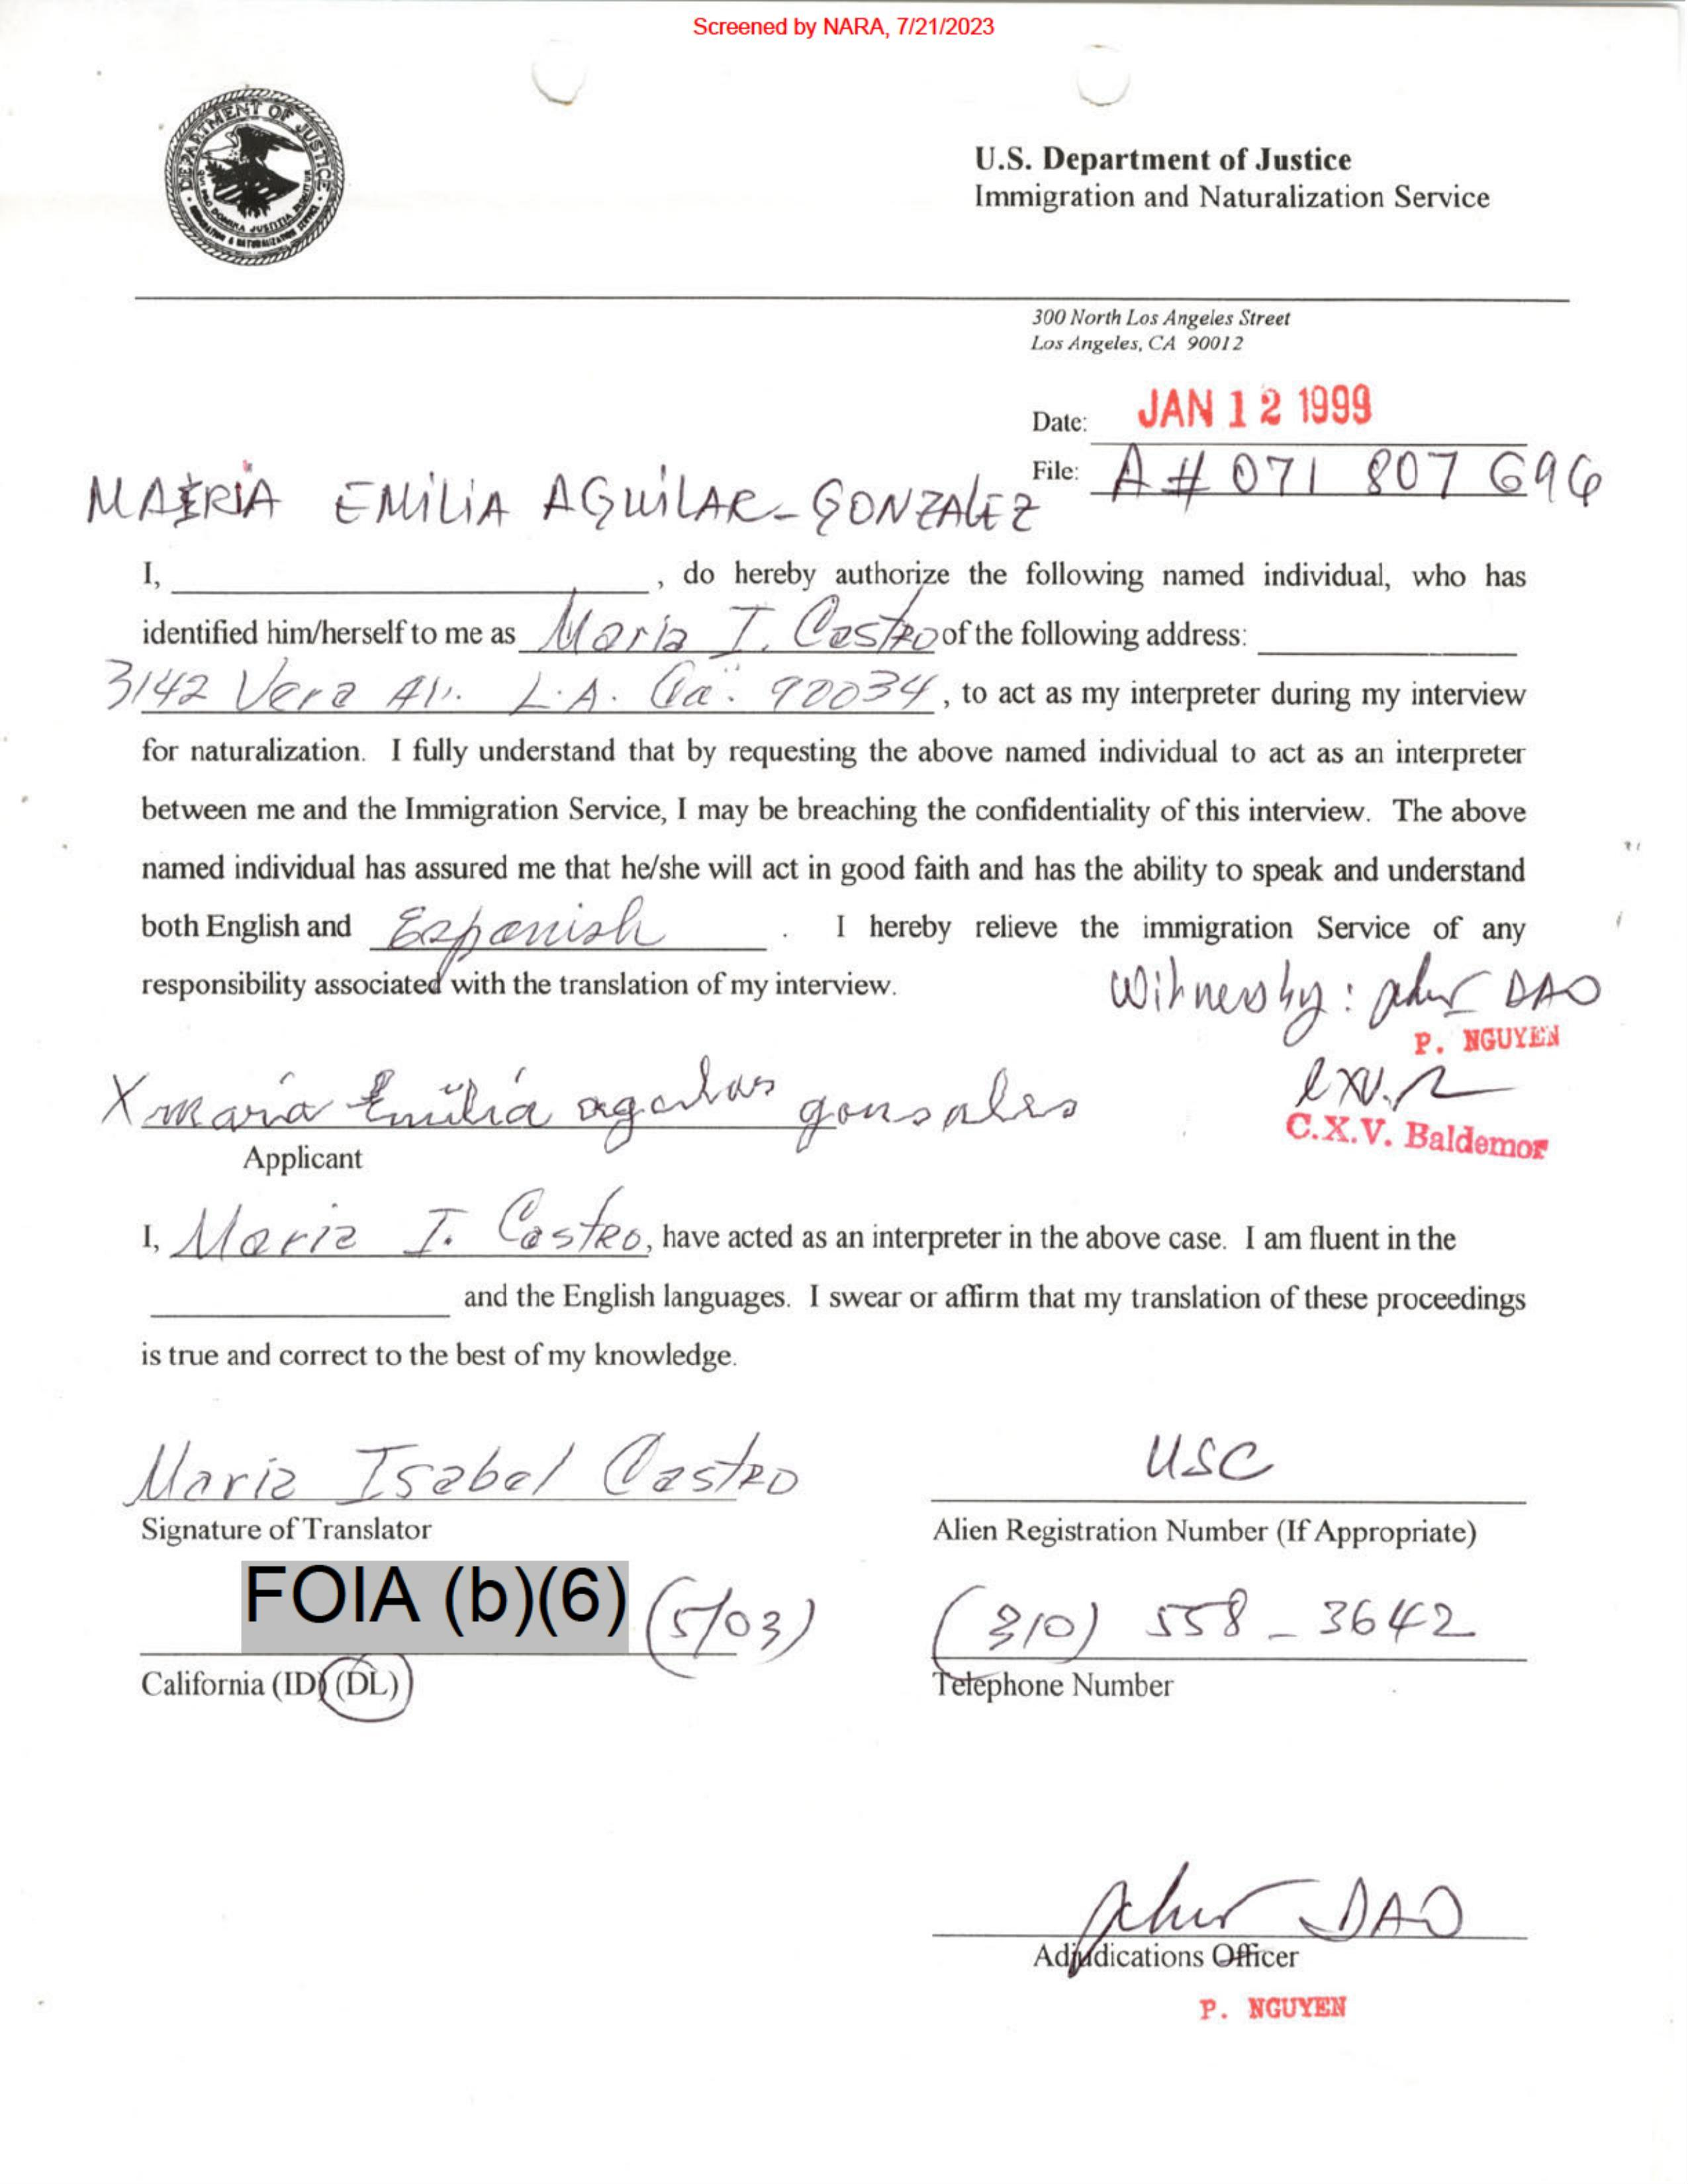 Screened by NARA, 7/21/2023
U.S. Department of Justice
Immigration and Naturalization Service
300 North Los Angeles Street
Los Angeles, CA 90012
Date: JAN 12 1999
File: A# 071 807 696
MARIA EMILIA AGUILAR-GONZALEZ
I, , do hereby authorize the following named individual, who has
identified him/herself to me as Maria I. Castro of the following address:
3142 Vera Av. L.A. Ca. 90034, to act as my interpreter during my interview
for naturalization. I fully understand that by requesting the above named individual to act as an interpreter
between me and the Immigration Service, I may be breaching the confidentiality of this interview. The above
named individual has assured me that he/she will act in good faith and has the ability to speak and understand
both English and Espanish. I hereby relieve the immigration Service of any
responsibility associated with the translation of my interview.
Witness by: DAO
P. NGUYEN
C.X.V. Baldemor
X maria Emilia gonsales
Applicant
I, Maria I. Castro, have acted as an interpreter in the above case. I am fluent in the
and the English languages. I swear or affirm that my translation of these proceedings
is true and correct to the best of my knowledge.
Maria Isabel Castro USC
Signature of Translator Alien Registration Number (If Appropriate)
FOIA (b)(6) (5/03) (310) 558-3642
California (ID) (DL) Telephone Number
DAO
Adjudications Officer
P. NGUYEN